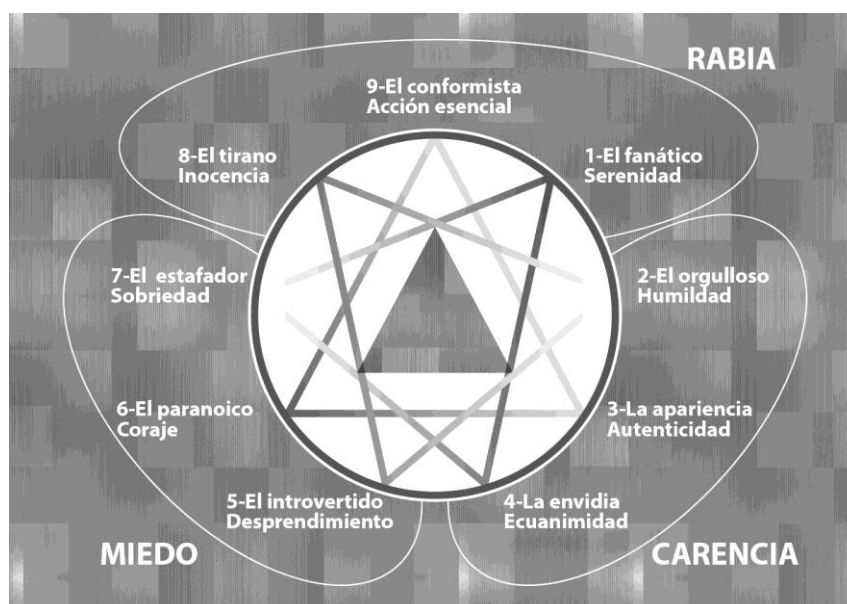 RABIA
9-El conformista
Acción esencial
8-El tirano
Inocencia
1-El fanático
Serenidad
7-El estafador
Sobriedad
2-El orgulloso
Humildad
6-El paranoico
Coraje
3-La apariencia
Autenticidad
5-El introvertido
Desprendimiento
4-La envidia
Ecuanimidad
MIEDO
CARENCIA